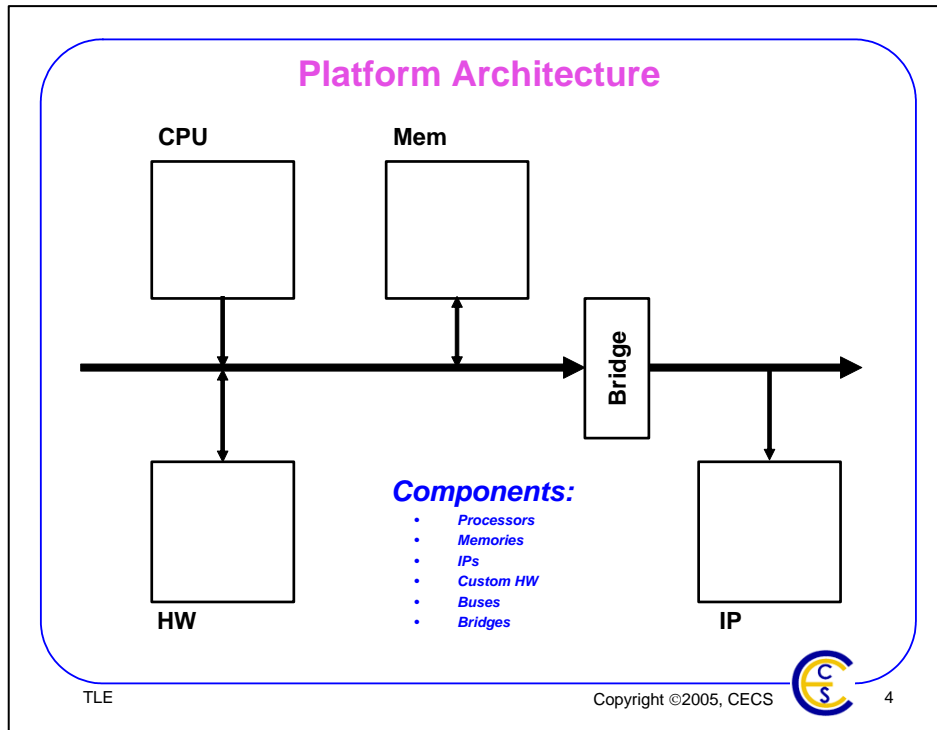 Platform Architecture
CPU
Mem
Bridge
Components:
• Processors
• Memories
• IPs
• Custom HW
• Buses
• Bridges
HW
IP
TLE
Copyright ©2005, CECS
C
S
4